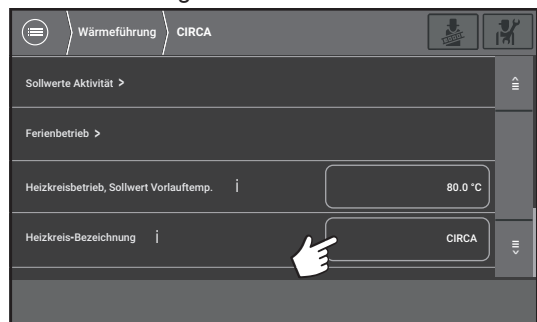 Wärmeführung CIRCA
Sollwerte Aktivität >
Ferienbetrieb >
Heizkreisbetrieb, Sollwert Vorlauftemp. i 80.0 °C
Heizkreis-Bezeichnung i CIRCA